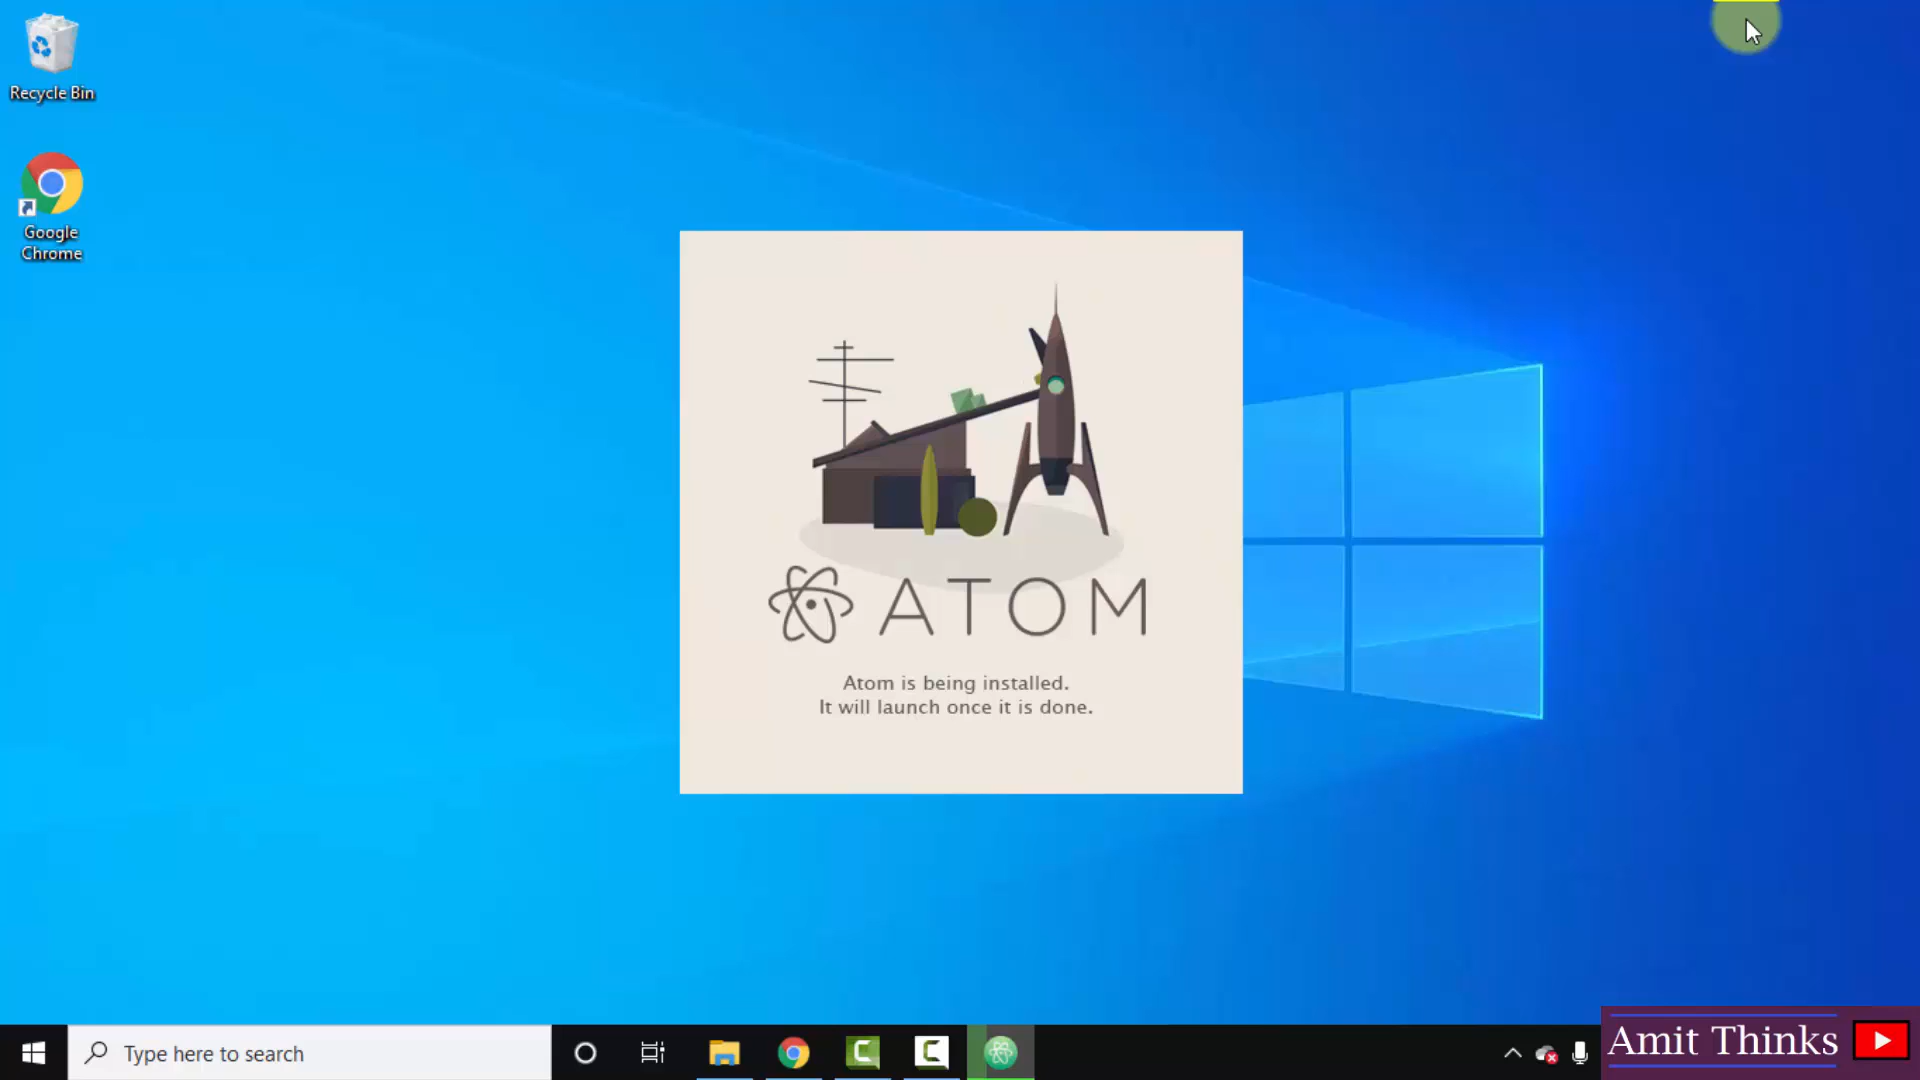 Recycle Bin
Google
Chrome
ATOM
Atom is being installed.
It will launch once it is done.
Type here to search
Amit Thinks